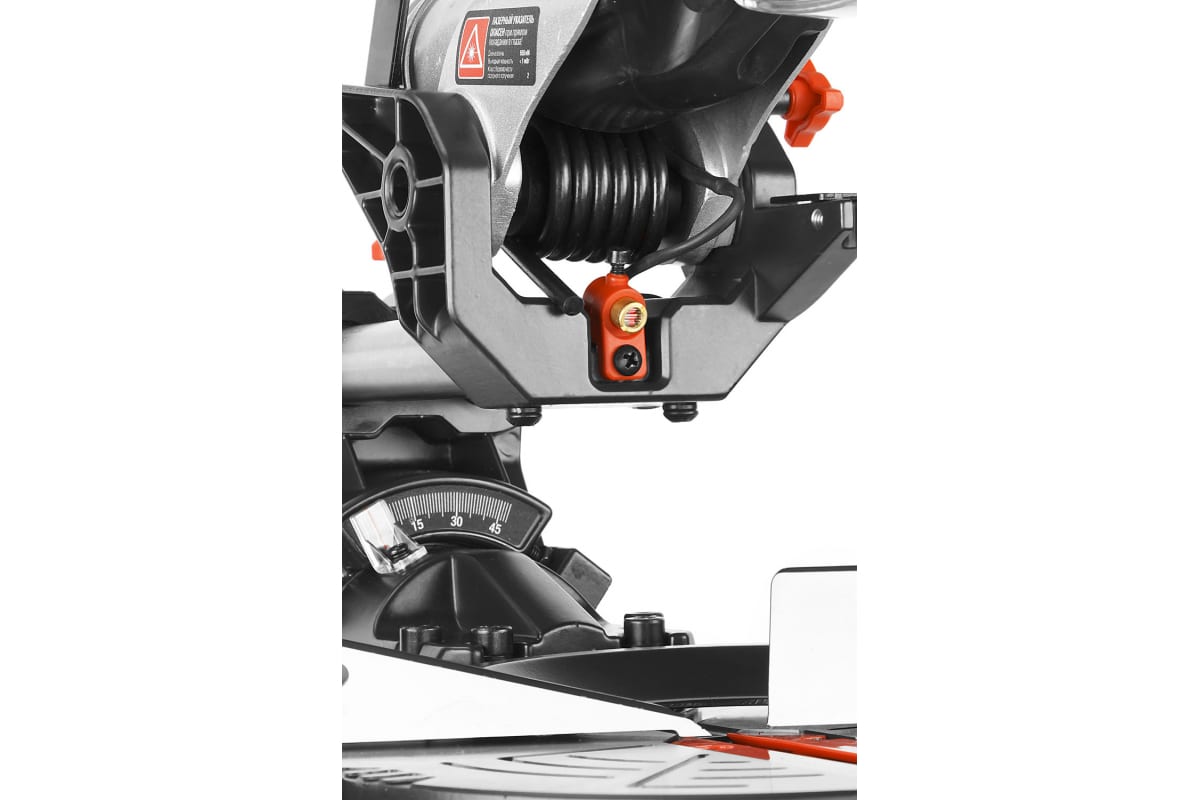 ЛАЗЕРНЫЙ УКАЗАТЕЛЬ
ОПАСЕН при прямом
попадании в глаза!
Длина волны 650 нМ
Выходная мощность < 1 мВт
Класс безопасности
лазерного излучения 2
15 30 45